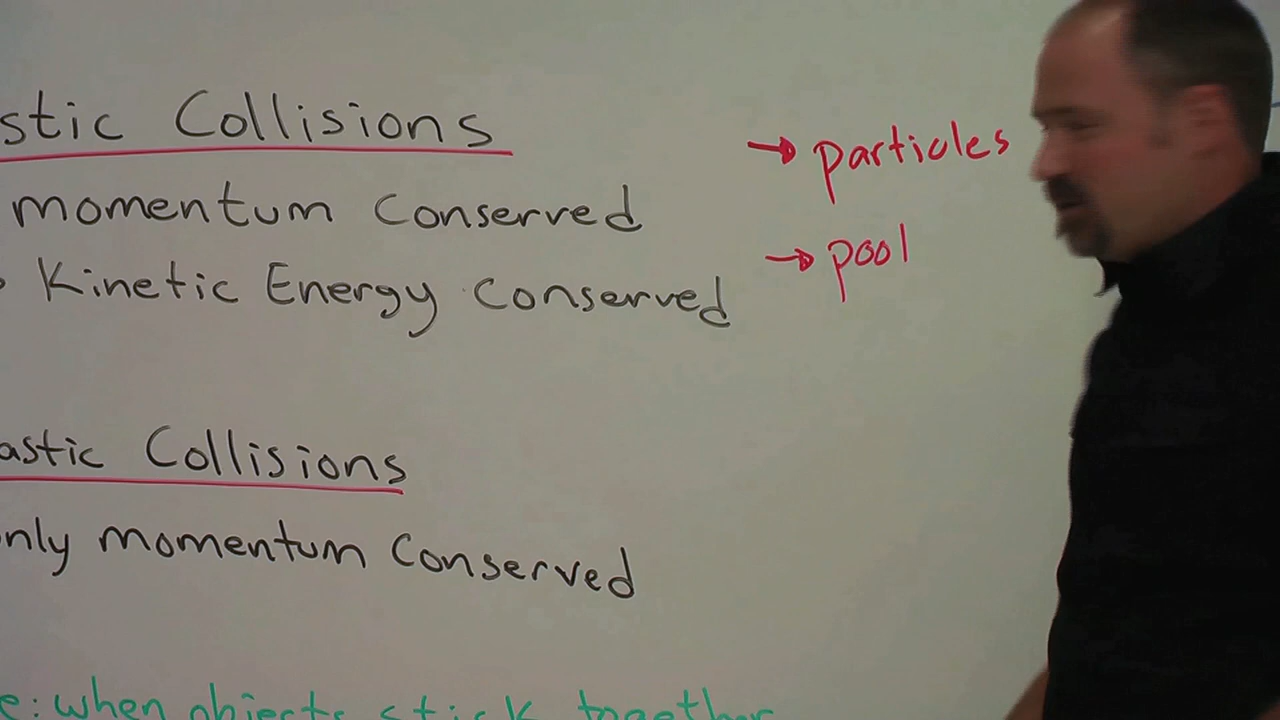 stic Collisions
→ particles
momentum conserved
→ pool
Kinetic Energy conserved
astic Collisions
nly momentum conserved
e: when objects stick together